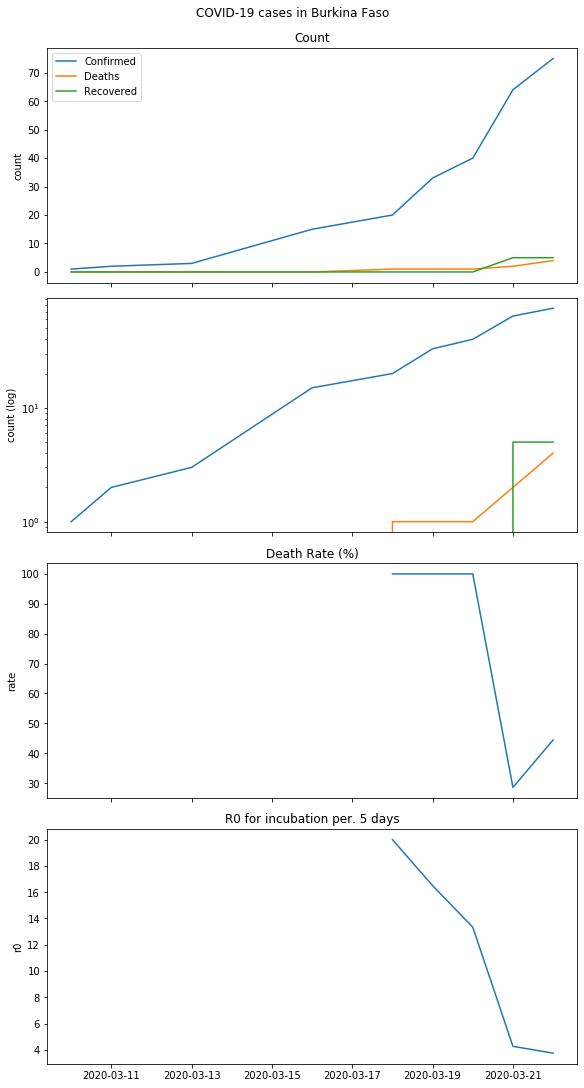 COVID-19 cases in Burkina Faso
Count
Confirmed
Deaths
Recovered
70
60
50
40
30
20
10
0
count
10¹
10⁰
count (log)
Death Rate (%)
100
90
80
70
60
50
40
30
rate
R0 for incubation per. 5 days
20
18
16
14
12
10
8
6
4
r0
2020-03-11 2020-03-13 2020-03-15 2020-03-17 2020-03-19 2020-03-21